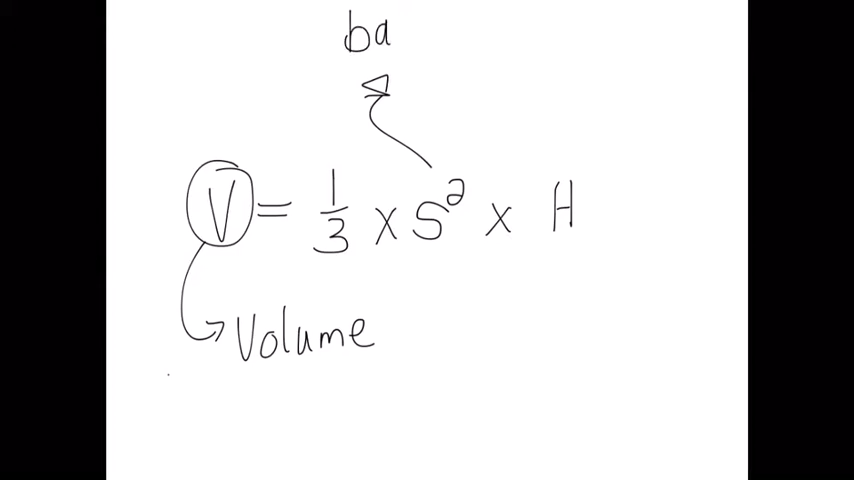 ba
V = 1/3 x S² x H
Volume